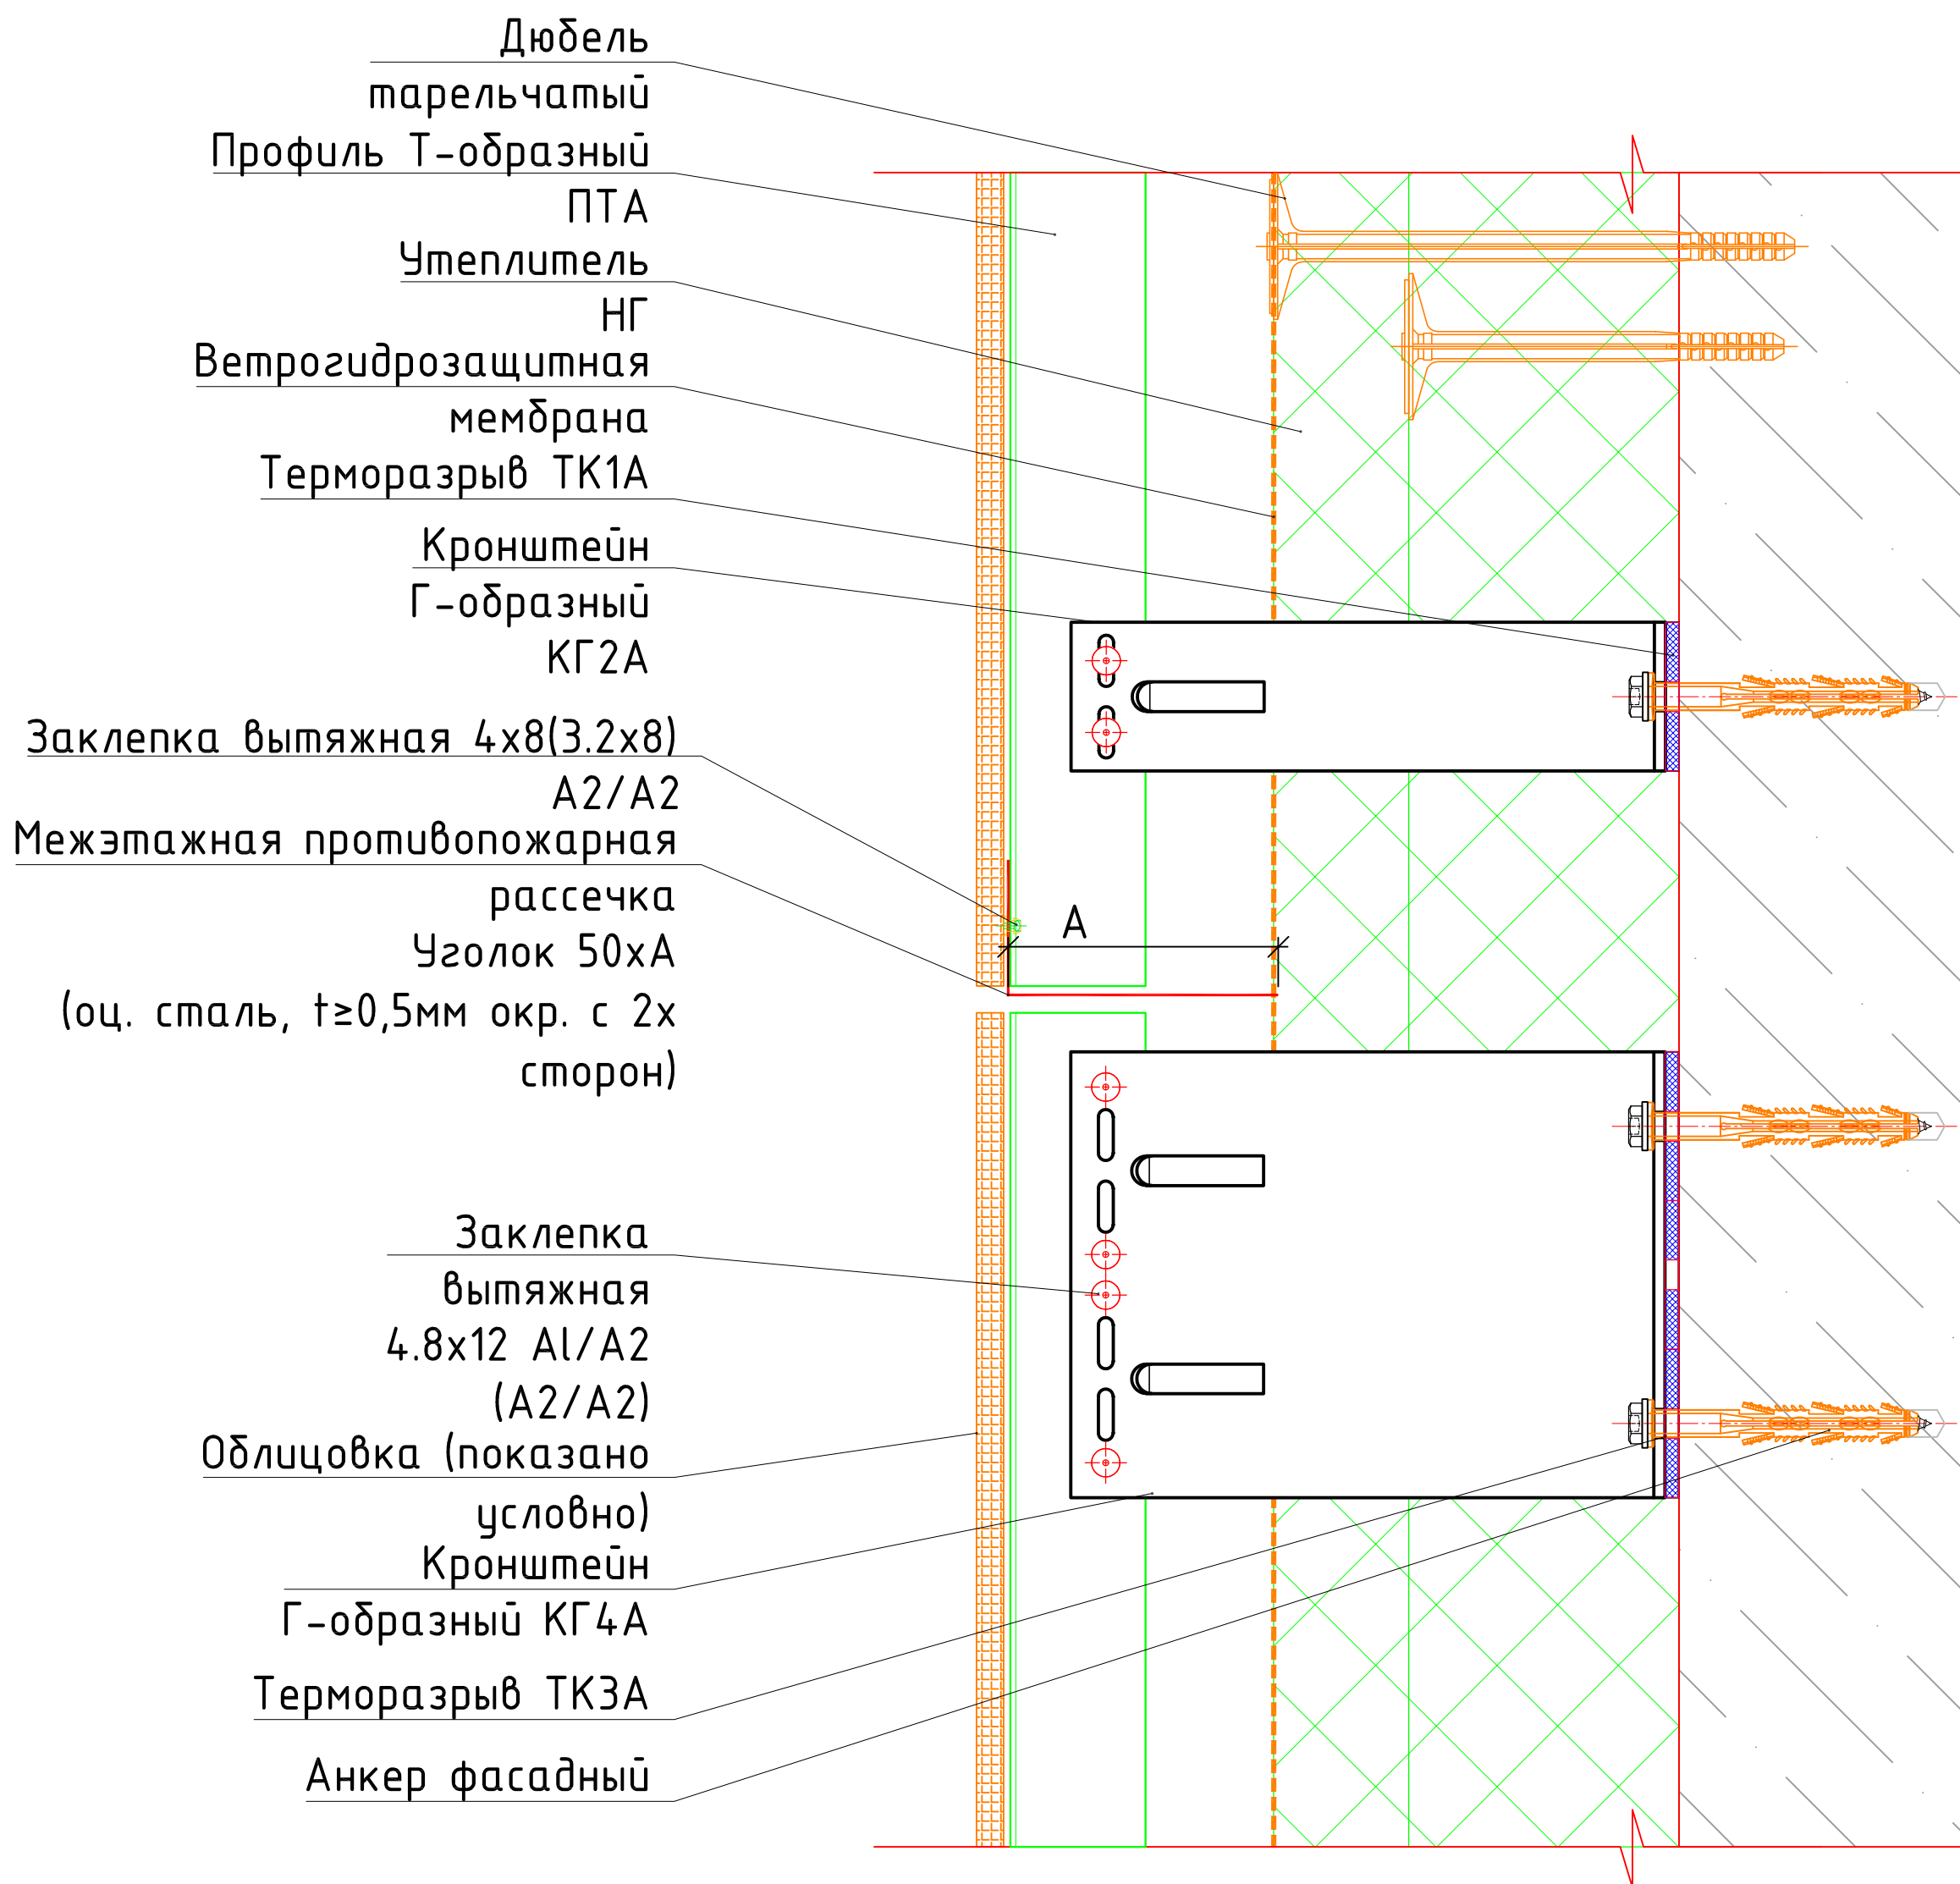 Дюбель
тарельчатый
Профиль Т-образный
ПТА
Утеплитель
НГ
Ветрогидрозащитная
мембрана
Терморазрыв ТК1А
Кронштейн
Г-образный
КГ2А
Заклепка вытяжная 4х8(3.2х8)
А2/А2
Межэтажная противопожарная
рассечка
Уголок 50хА
(оц. сталь, t≥0,5мм окр. с 2х
сторон)
А
Заклепка
вытяжная
4.8х12 Al/A2
(А2/А2)
Облицовка (показано
условно)
Кронштейн
Г-образный КГ4А
Терморазрыв ТК3А
Анкер фасадный